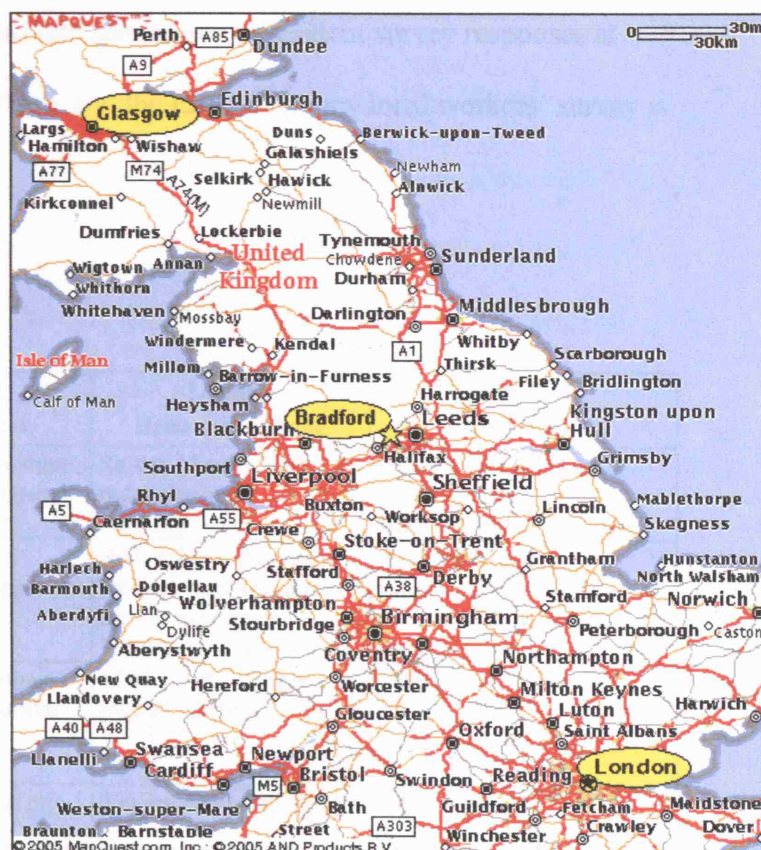 MAPQUEST
0 30m
30km
Perth
A85
Dundee
A9
Glasgow
Edinburgh
Largs
Hamilton
Wishaw
Duns
Berwick-upon-Tweed
Galashiels
A77
M74
A74(M)
Selkirk
Hawick
Newham
Alnwick
Kirkconnel
Newmill
Dumfries
Lockerbie
United
Kingdom
Tynemouth
Sunderland
Annan
Chowdene
Wigtown
Durham
Whithorn
Whitehaven
Mossbay
Darlington
Middlesbrough
Windermere
Kendal
A1
Whitby
Isle of Man
Millom
Thirsk
Scarborough
Barrow-in-Furness
Filey
Bridlington
Calf of Man
Heysham
Harrogate
Kingston upon
Hull
Bradford
Leeds
Blackburn
Halifax
Grimsby
Southport
Liverpool
Sheffield
Rhyl
Buxton
Mablethorpe
A5
A55
Worksop
Lincoln
Caernarfon
Crewe
Skegness
Stoke-on-Trent
Oswestry
Grantham
Hunstanton
Harlech
Stafford
A38
Derby
North Walsham
Barmouth
Dolgellau
Wolverhampton
Stamford
Norwich
Llan
Aberdyfi
Dylife
Stourbridge
Birmingham
Peterborough
Caston
Aberystwyth
Coventry
Northampton
New Quay
Worcester
Llandovery
Hereford
Milton Keynes
Harwich
Gloucester
Luton
A40
A48
Oxford
Saint Albans
Llanelli
Swansea
Newport
Cardiff
Bristol
Swindon
Reading
London
M5
Weston-super-Mare
Bath
Guildford
Fetcham
Maidstone
Braunton
Barnstable
Street
A303
Winchester
Crawley
Dover
©2005 MapQuest.com, Inc.; ©2005 AND Products B.V.